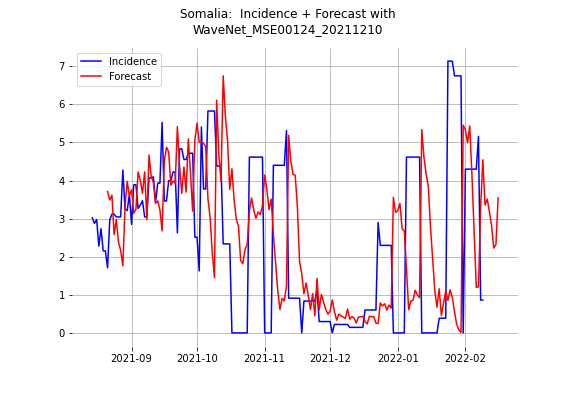 Somalia:  Incidence + Forecast with
WaveNet_MSE00124_20211210
Incidence
Forecast
7
6
5
4
3
2
1
0
2021-09 2021-10 2021-11 2021-12 2022-01 2022-02